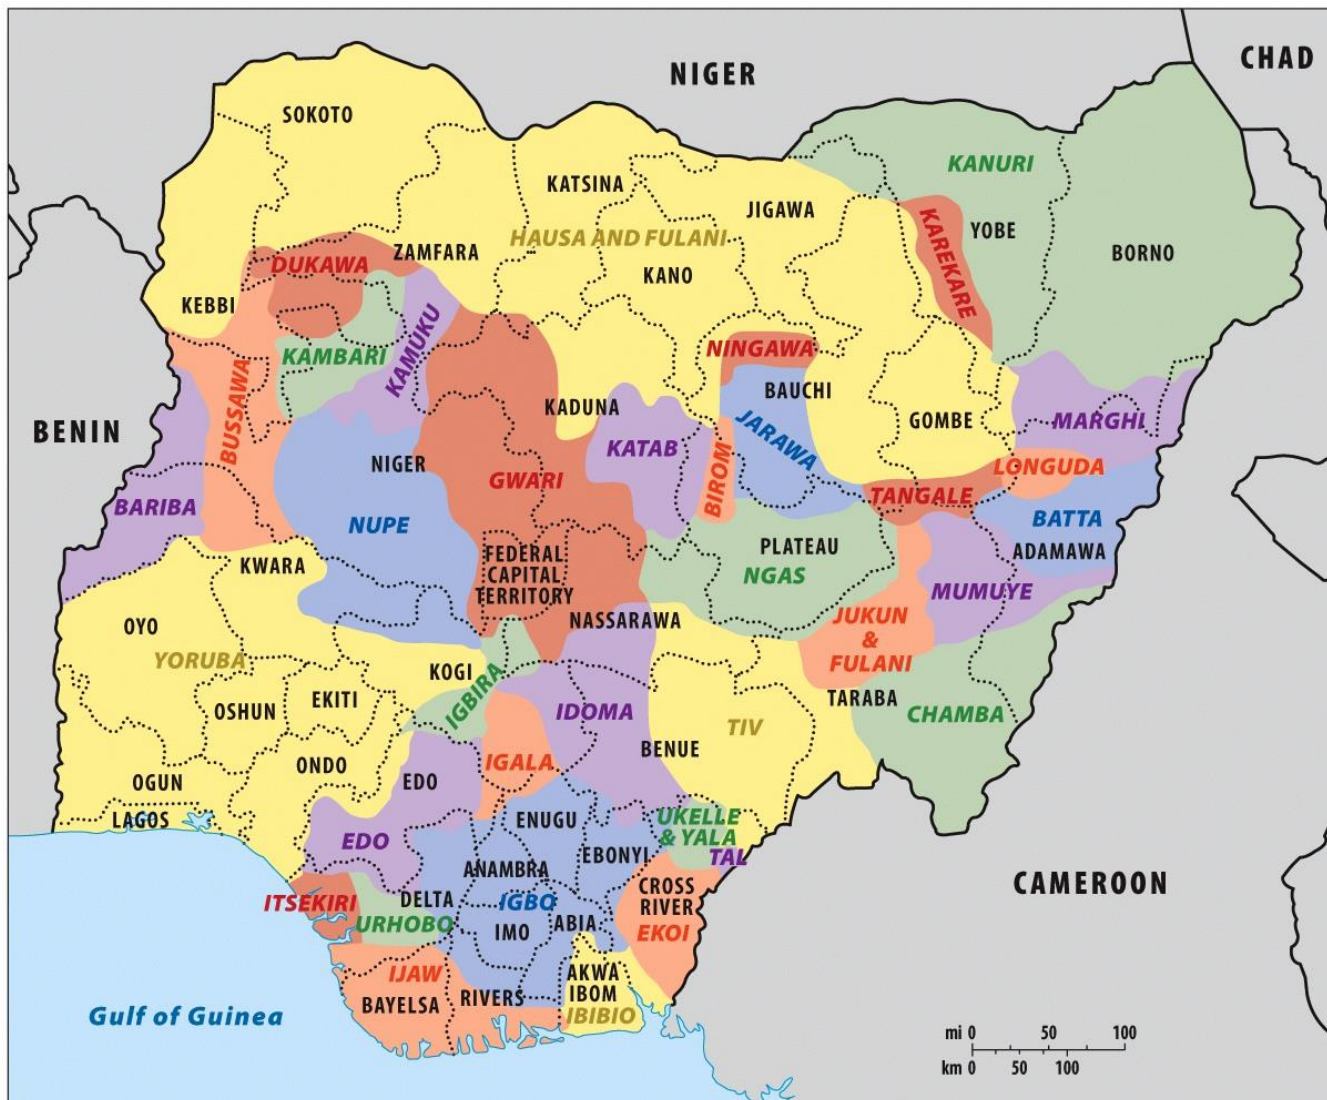 NIGER
CHAD
SOKOTO
KANURI
KATSINA
JIGAWA
KAREKARE
YOBE
HAUSA AND FULANI
ZAMFARA
BORNO
DUKAWA
KANO
KEBBI
KAMUKU
KAMBARI
NINGAWA
BUSSAWA
BAUCHI
KADUNA
GOMBE
MARGHI
BENIN
JARAWA
KATAB
NIGER
LONGUDA
BIROM
GWARI
TANGALE
BARIBA
NUPE
BATTA
PLATEAU
ADAMAWA
FEDERAL
CAPITAL
TERRITORY
KWARA
NGAS
MUMUYE
OYO
NASSARAWA
JUKUN
&
FULANI
YORUBA
KOGI
IGBIRA
EKITI
OSHUN
TARABA
IDOMA
CHAMBA
TIV
BENUE
ONDO
IGALA
OGUN
EDO
LAGOS
ENUGU
UKELLE
& YALA
EDO
EBONYI
TAL
ANAMBRA
CROSS
RIVER
CAMEROON
ITSEKIRI
DELTA
IGBO
URHOBO
ABIA
IMO
EKOI
IJAW
AKWA
IBOM
BAYELSA
RIVERS
IBIBIO
Gulf of Guinea
mi 0 50 100
km 0 50 100